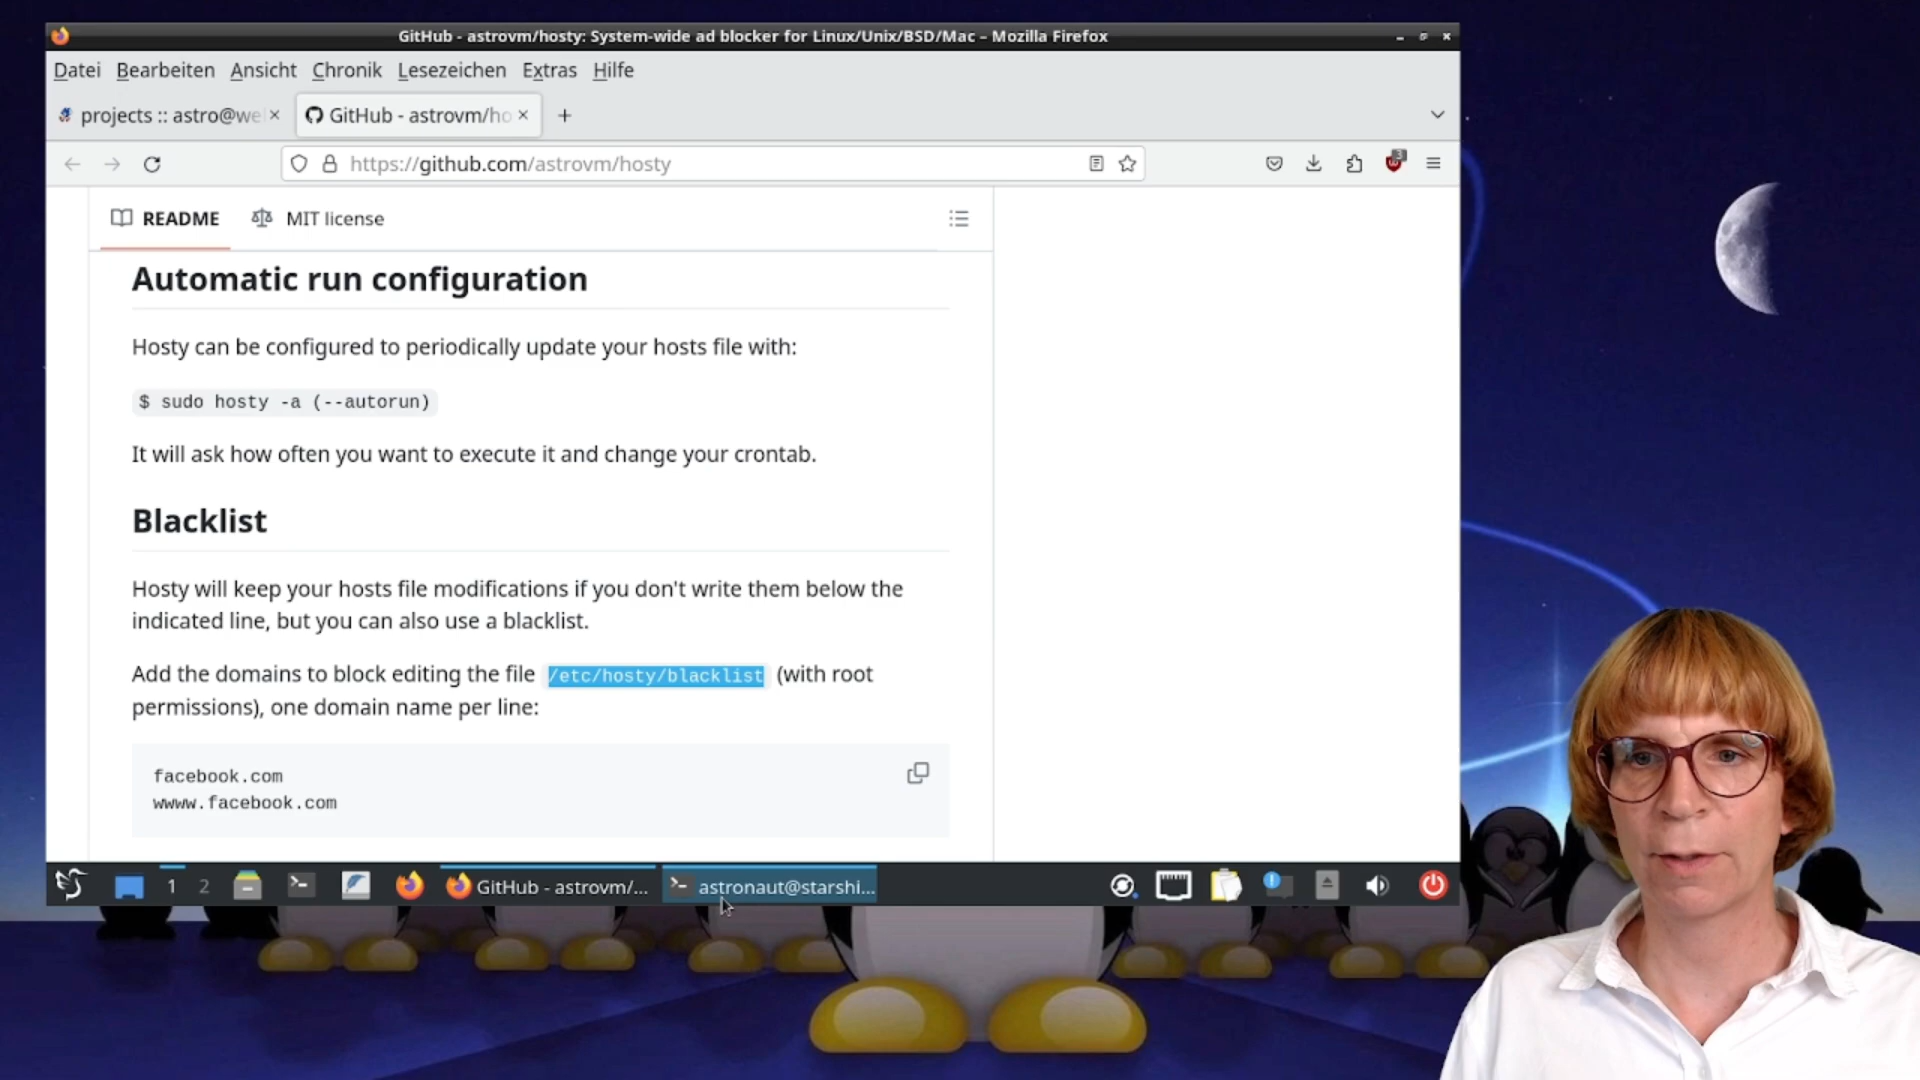 GitHub - astrovm/hosty: System-wide ad blocker for Linux/Unix/BSD/Mac – Mozilla Firefox
Datei Bearbeiten Ansicht Chronik Lesezeichen Extras Hilfe
projects :: astro@we
GitHub - astrovm/ho
https://github.com/astrovm/hosty
3
README
MIT license
Automatic run configuration
Hosty can be configured to periodically update your hosts file with:
$ sudo hosty -a (--autorun)
It will ask how often you want to execute it and change your crontab.
Blacklist
Hosty will keep your hosts file modifications if you don't write them below the
indicated line, but you can also use a blacklist.
Add the domains to block editing the file /etc/hosty/blacklist (with root
permissions), one domain name per line:
facebook.com
wwww.facebook.com
1 2 GitHub - astrovm/... astronaut@starshi...